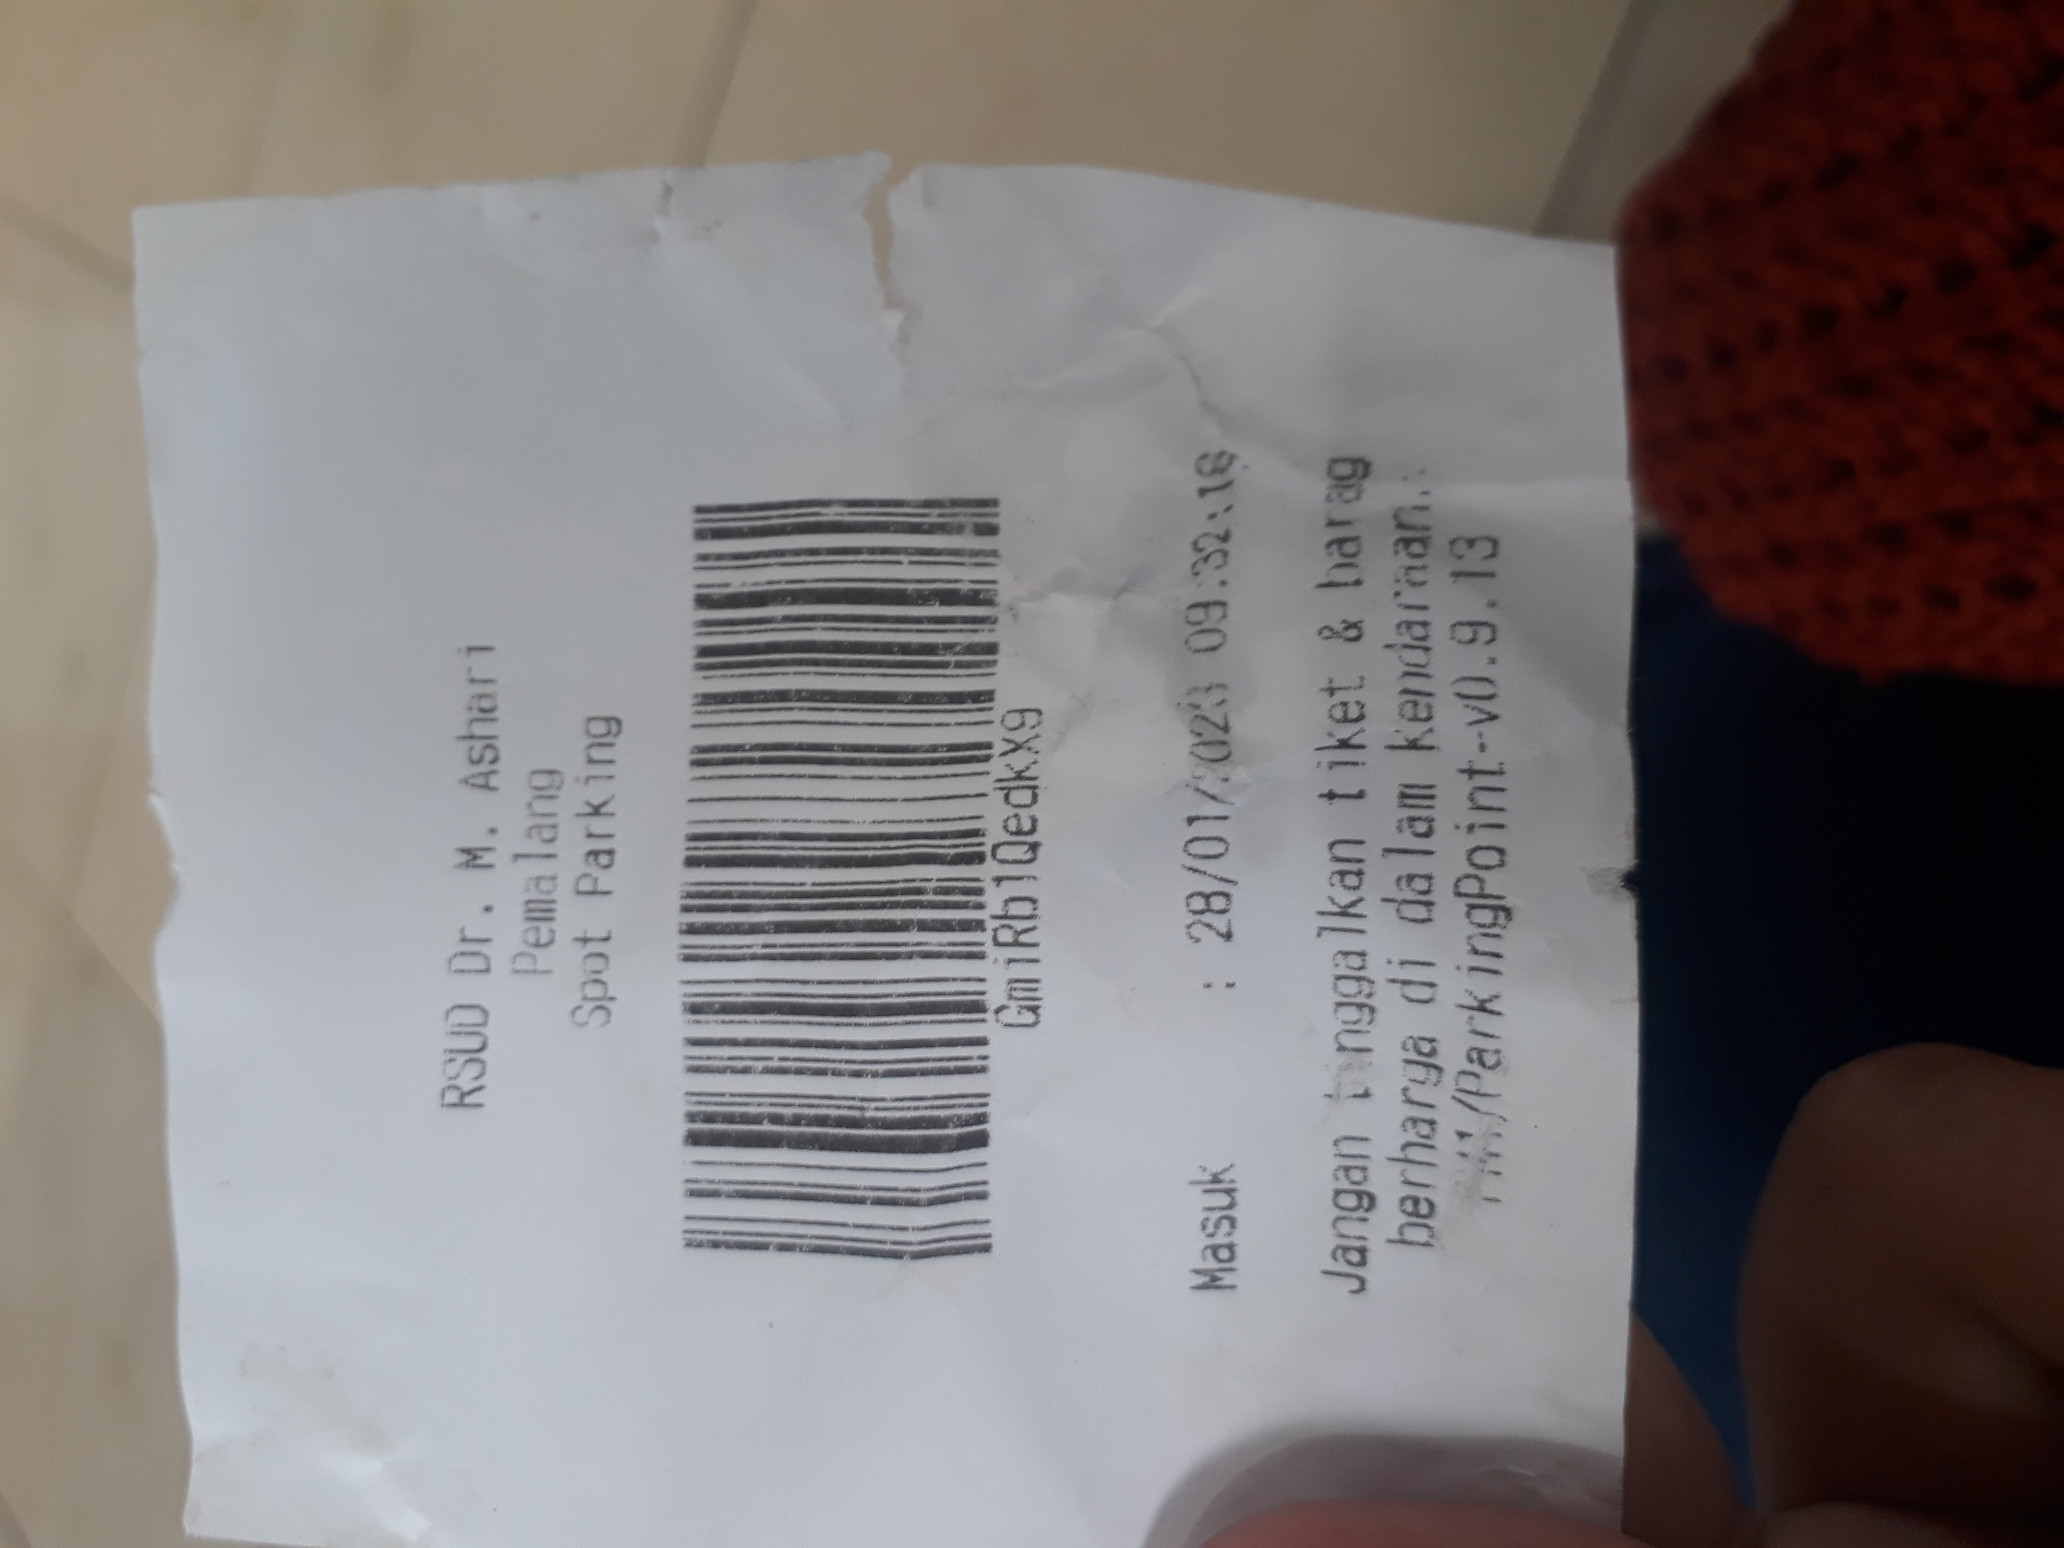 RSUD Dr. M. Ashari
Pemalang
Spot Parking
GmiRb1QedkX9
Masuk : 28/01/2023 09:32:16
Jangan tinggalkan tiket & barag
berharga di dalam kendaraan.
/ParkingPoint-v0.9.13